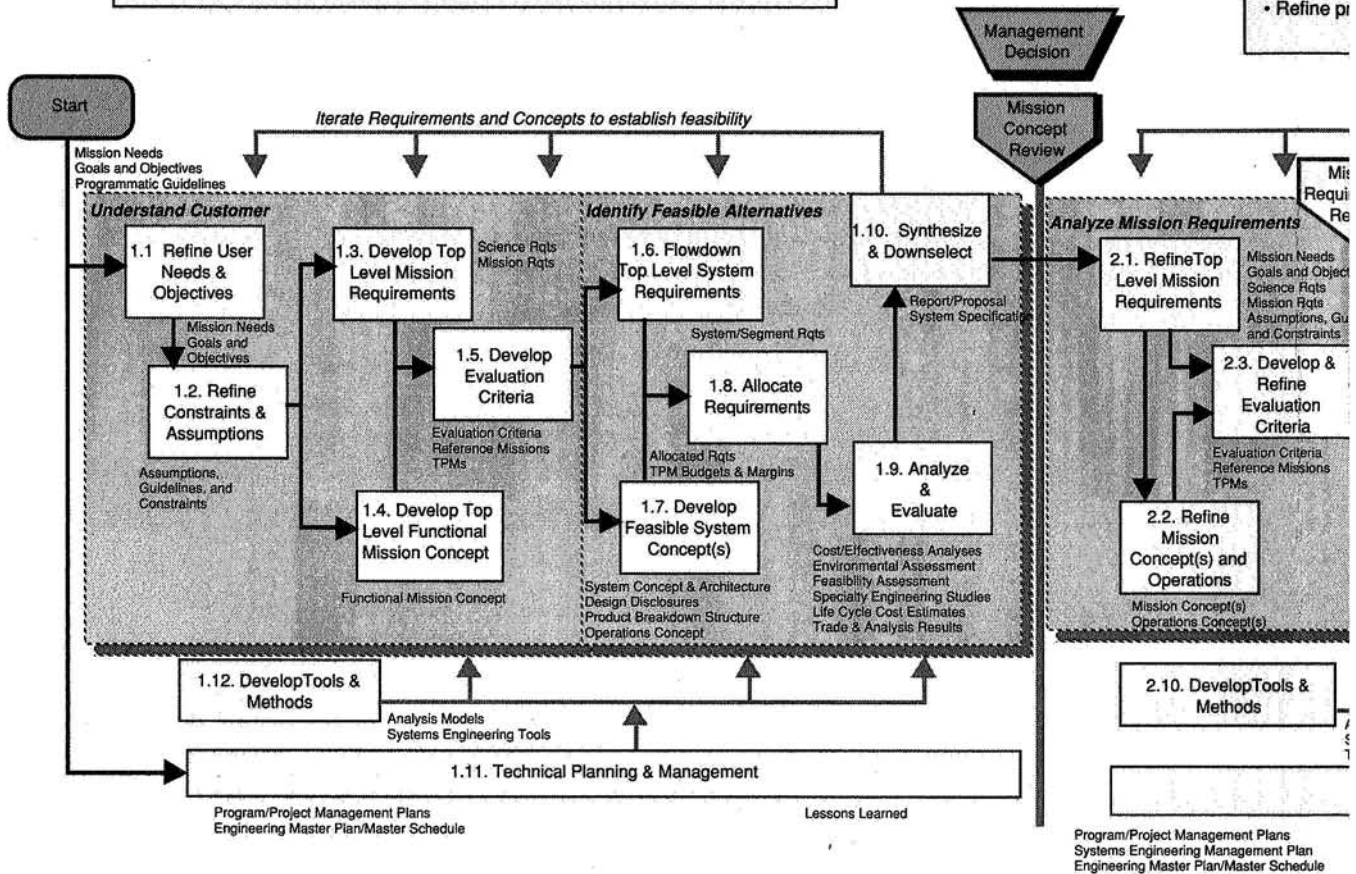 • Refine
Management
Decision
Start
Mission
Concept
Review
Iterate Requirements and Concepts to establish feasibility
Mission Needs
Goals and Objectives
Programmatic Guidelines
Understand Customer
1.1 Refine User
Needs &
Objectives
Mission Needs
Goals and
Objectives
1.2. Refine
Constraints &
Assumptions
Assumptions,
Guidelines, and
Constraints
1.3. Develop Top
Level Mission
Requirements
Science Rqts
Mission Rqts
1.5. Develop
Evaluation
Criteria
Evaluation Criteria
Reference Missions
TPMs
1.4. Develop Top
Level Functional
Mission Concept
Functional Mission Concept
Identify Feasible Alternatives
1.6. Flowdown
Top Level System
Requirements
System/Segment Rqts
1.8. Allocate
Requirements
Allocated Rqts
TPM Budgets & Margins
1.7. Develop
Feasible System
Concept(s)
System Concept & Architecture
Design Disclosures
Product Breakdown Structure
Operations Concept
1.10. Synthesize
& Downselect
Report/Proposal
System Specification
1.9. Analyze
&
Evaluate
Cost/Effectiveness Analyses
Environmental Assessment
Feasibility Assessment
Specialty Engineering Studies
Life Cycle Cost Estimates
Trade & Analysis Results
Analyze Mission Requirements
2.1. RefineTop
Level Mission
Requirements
Mission Needs
Goals and
Science Rqts
Mission Rqts
Assumptions,
and Constraints
2.3. Develop &
Refine
Evaluation
Criteria
Evaluation Criteria
Reference Missions
TPMs
2.2. Refine
Mission
Concept(s) and
Operations
Mission Concept(s)
Operations Concept(s)
1.12. DevelopTools &
Methods
Analysis Models
Systems Engineering Tools
2.10. DevelopTools &
Methods
1.11. Technical Planning & Management
Program/Project Management Plans
Engineering Master Plan/Master Schedule
Lessons Learned
Program/Project Management Plans
Systems Engineering Management Plan
Engineering Master Plan/Master Schedule